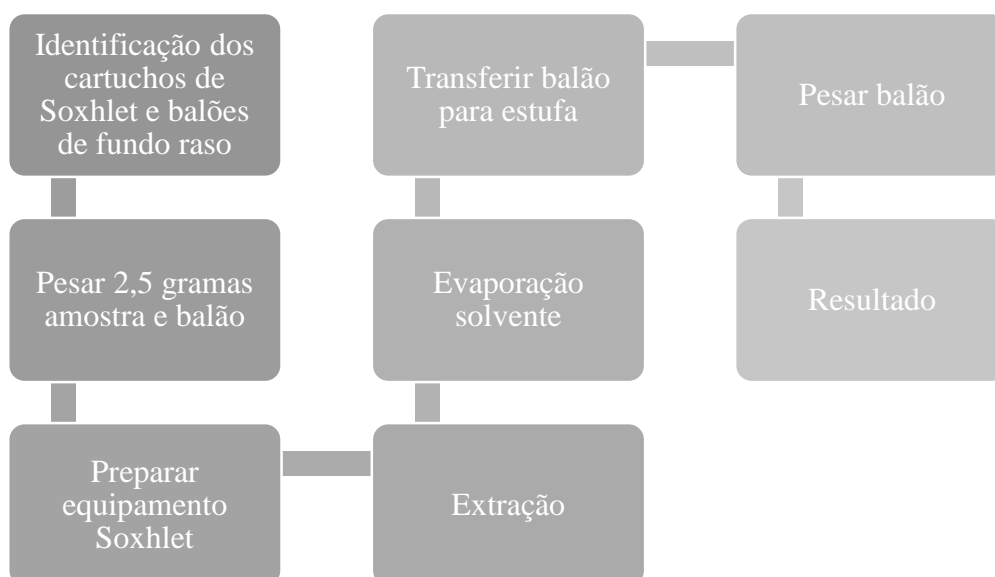 Identificação dos
cartuchos de
Soxhlet e balões
de fundo raso
Pesar 2,5 gramas
amostra e balão
Preparar
equipamento
Soxhlet
Extração
Evaporação
solvente
Transferir balão
para estufa
Pesar balão
Resultado